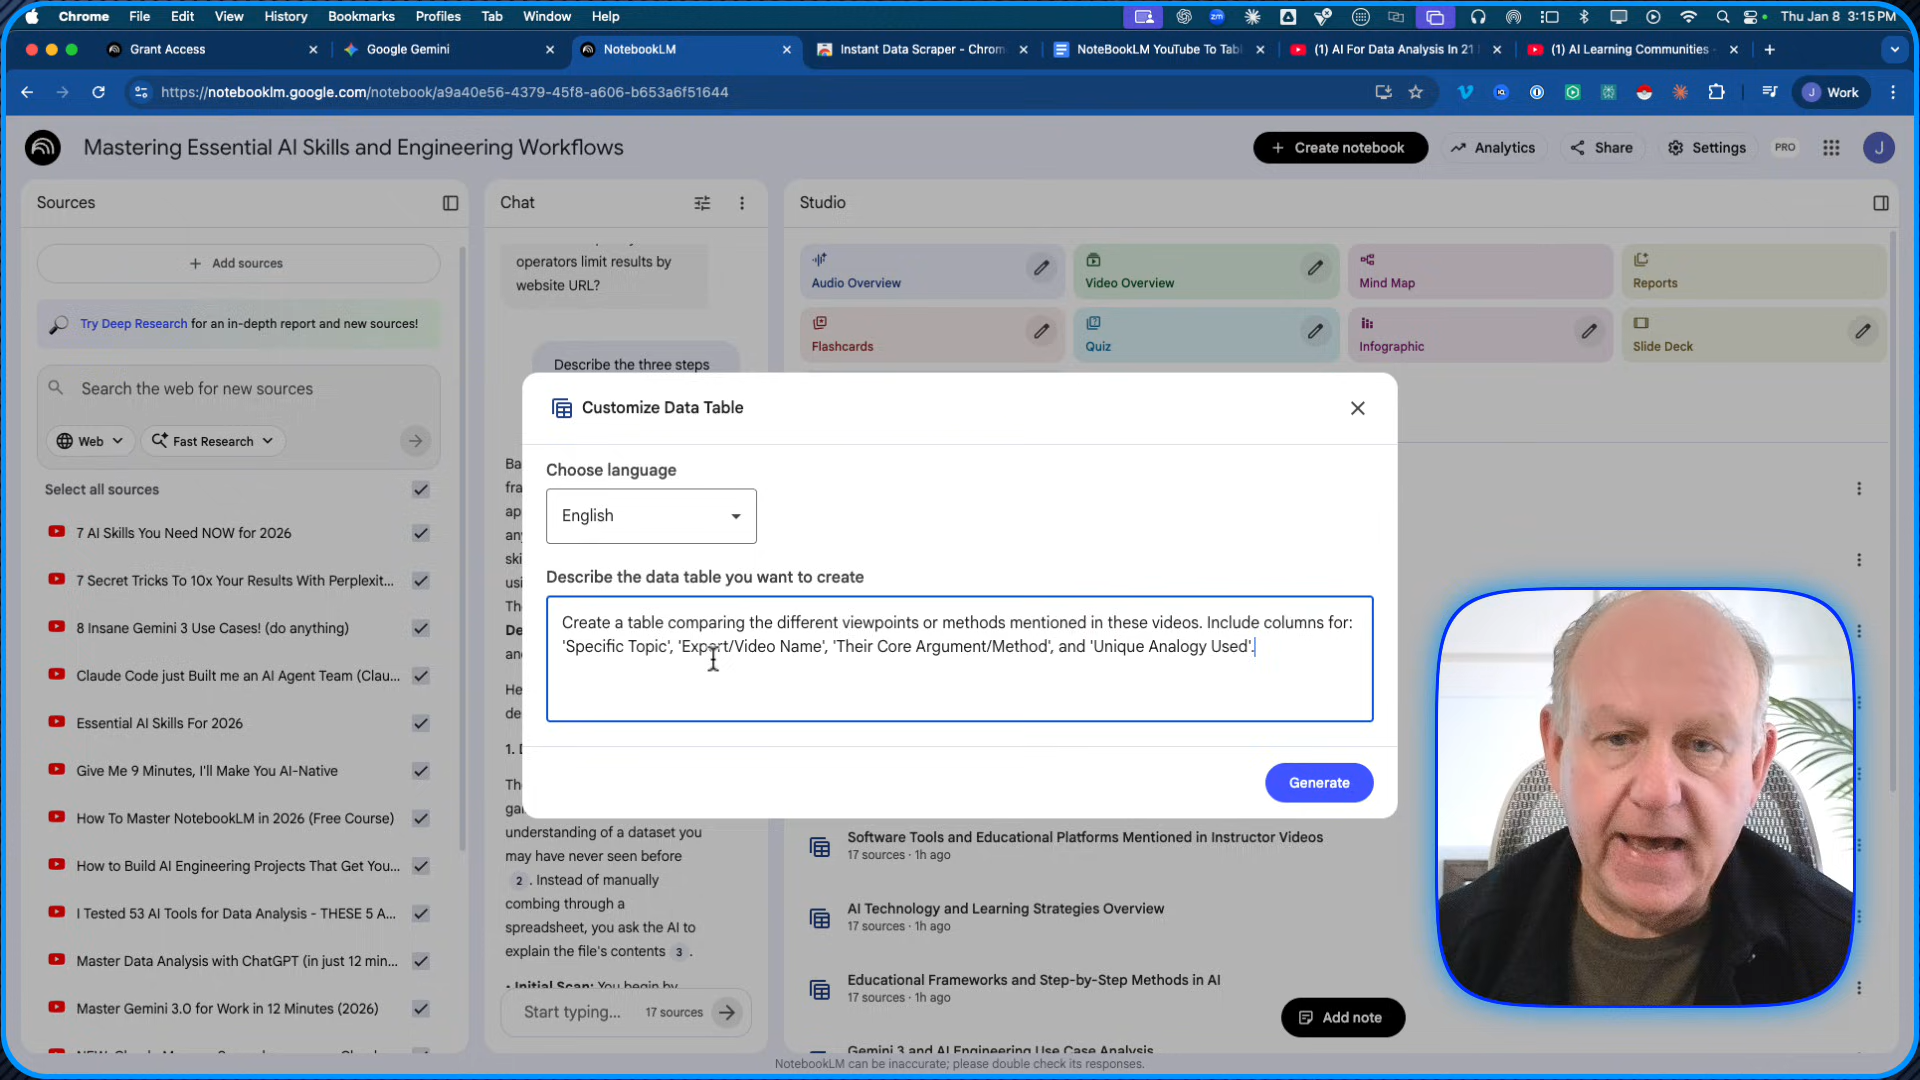 Chrome File Edit View History Bookmarks Profiles Tab Window Help Thu Jan 8 3:15 PM
Grant Access Google Gemini NotebookLM Instant Data Scraper - Chrom NoteBookLM YouTube To Tabl (1) AI For Data Analysis In 21 (1) AI Learning Communities -
https://notebooklm.google.com/notebook/a9a40e56-4379-45f8-a606-b653a6f51644 J Work
Mastering Essential AI Skills and Engineering Workflows Create notebook Analytics Share Settings PRO J
Sources
Add sources
Try Deep Research for an in-depth report and new sources!
Search the web for new sources
Web Fast Research
Select all sources
7 AI Skills You Need NOW for 2026
7 Secret Tricks To 10x Your Results With Perplexit...
8 Insane Gemini 3 Use Cases! (do anything)
Claude Code just Built me an AI Agent Team (Clau...
Essential AI Skills For 2026
Give Me 9 Minutes, I'll Make You AI-Native
How To Master NotebookLM in 2026 (Free Course)
How to Build AI Engineering Projects That Get You...
I Tested 53 AI Tools for Data Analysis - THESE 5 A...
Master Data Analysis with ChatGPT (in just 12 min...
Master Gemini 3.0 for Work in 12 Minutes (2026)
Chat
operators limit results by
website URL?
Describe the three steps
understanding of a dataset you
may have never seen before
2 . Instead of manually
combing through a
spreadsheet, you ask the AI to
explain the file's contents 3 .
• Initial Scan: You begin by
Start typing... 17 sources
Studio
Audio Overview
Video Overview
Mind Map
Reports
Flashcards
Quiz
Infographic
Slide Deck
Customize Data Table
Choose language
English
Describe the data table you want to create
Create a table comparing the different viewpoints or methods mentioned in these videos. Include columns for:
'Specific Topic', 'Expert/Video Name', 'Their Core Argument/Method', and 'Unique Analogy Used'.
Generate
Software Tools and Educational Platforms Mentioned in Instructor Videos
17 sources · 1h ago
AI Technology and Learning Strategies Overview
17 sources · 1h ago
Educational Frameworks and Step-by-Step Methods in AI
17 sources · 1h ago
Gemini 3 and AI Engineering Use Case Analysis
Add note
NotebookLM can be inaccurate; please double check its responses.